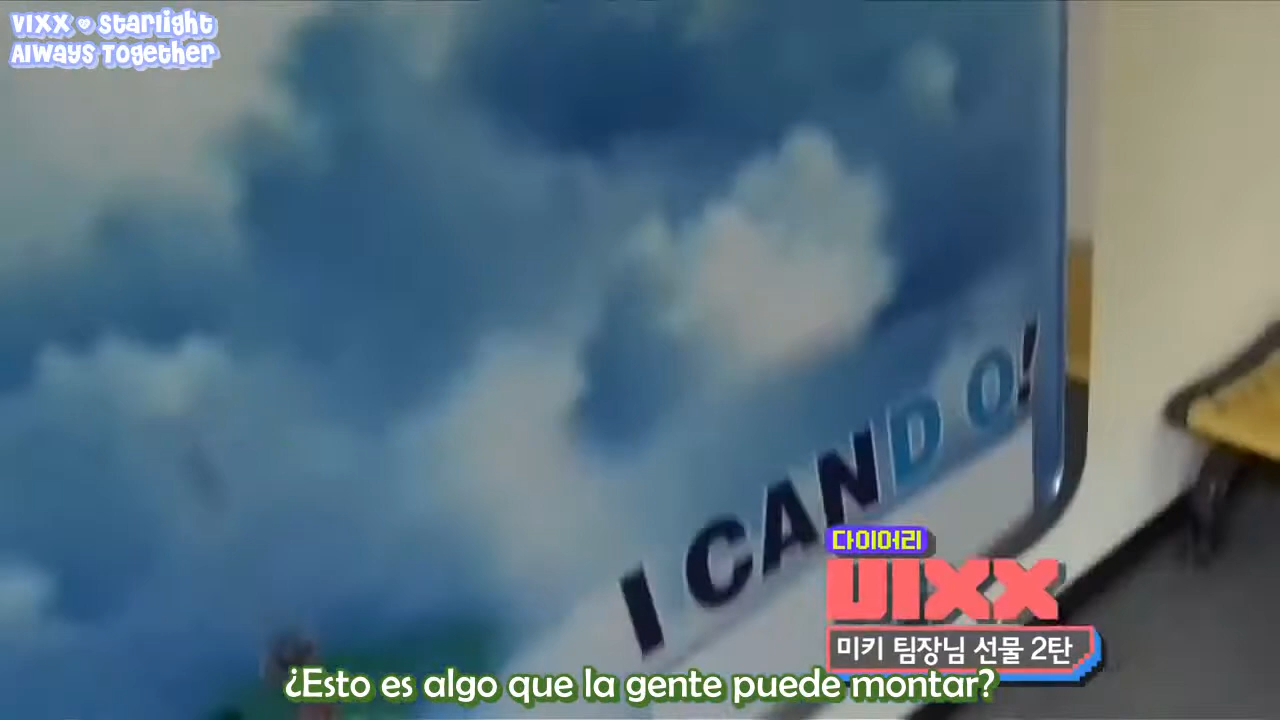 VIXX ♥ Starlight
Always Together
I CAN DO!
다이어리
VIXX
미키 팀장님 선물 2탄
¿Esto es algo que la gente puede montar?